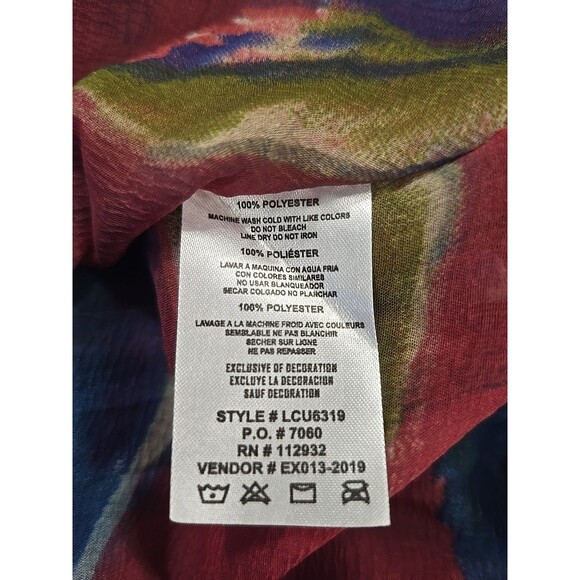 100% POLYESTER
MACHINE WASH COLD WITH LIKE COLORS
DO NOT BLEACH
LINE DRY DO NOT IRON
100% POLIÉSTER
LAVAR A MAQUINA CON AGUA FRIA
CON COLORES SIMILARES
NO USAR BLANQUEADOR
SECAR COLGADO NO PLANCHAR
100% POLYESTER
LAVAGE A LA MACHINE FROID AVEC COULEURS
SEMBLABLE NE PAS BLANCHIR
SECHER SUR LIGNE
NE PAS REPASSER
EXCLUSIVE OF DECORATION
EXCLUYE LA DECORACIÓN
SAUF DECORATION
STYLE # LCU6319
P.O. # 7060
RN # 112932
VENDOR # EX013-2019